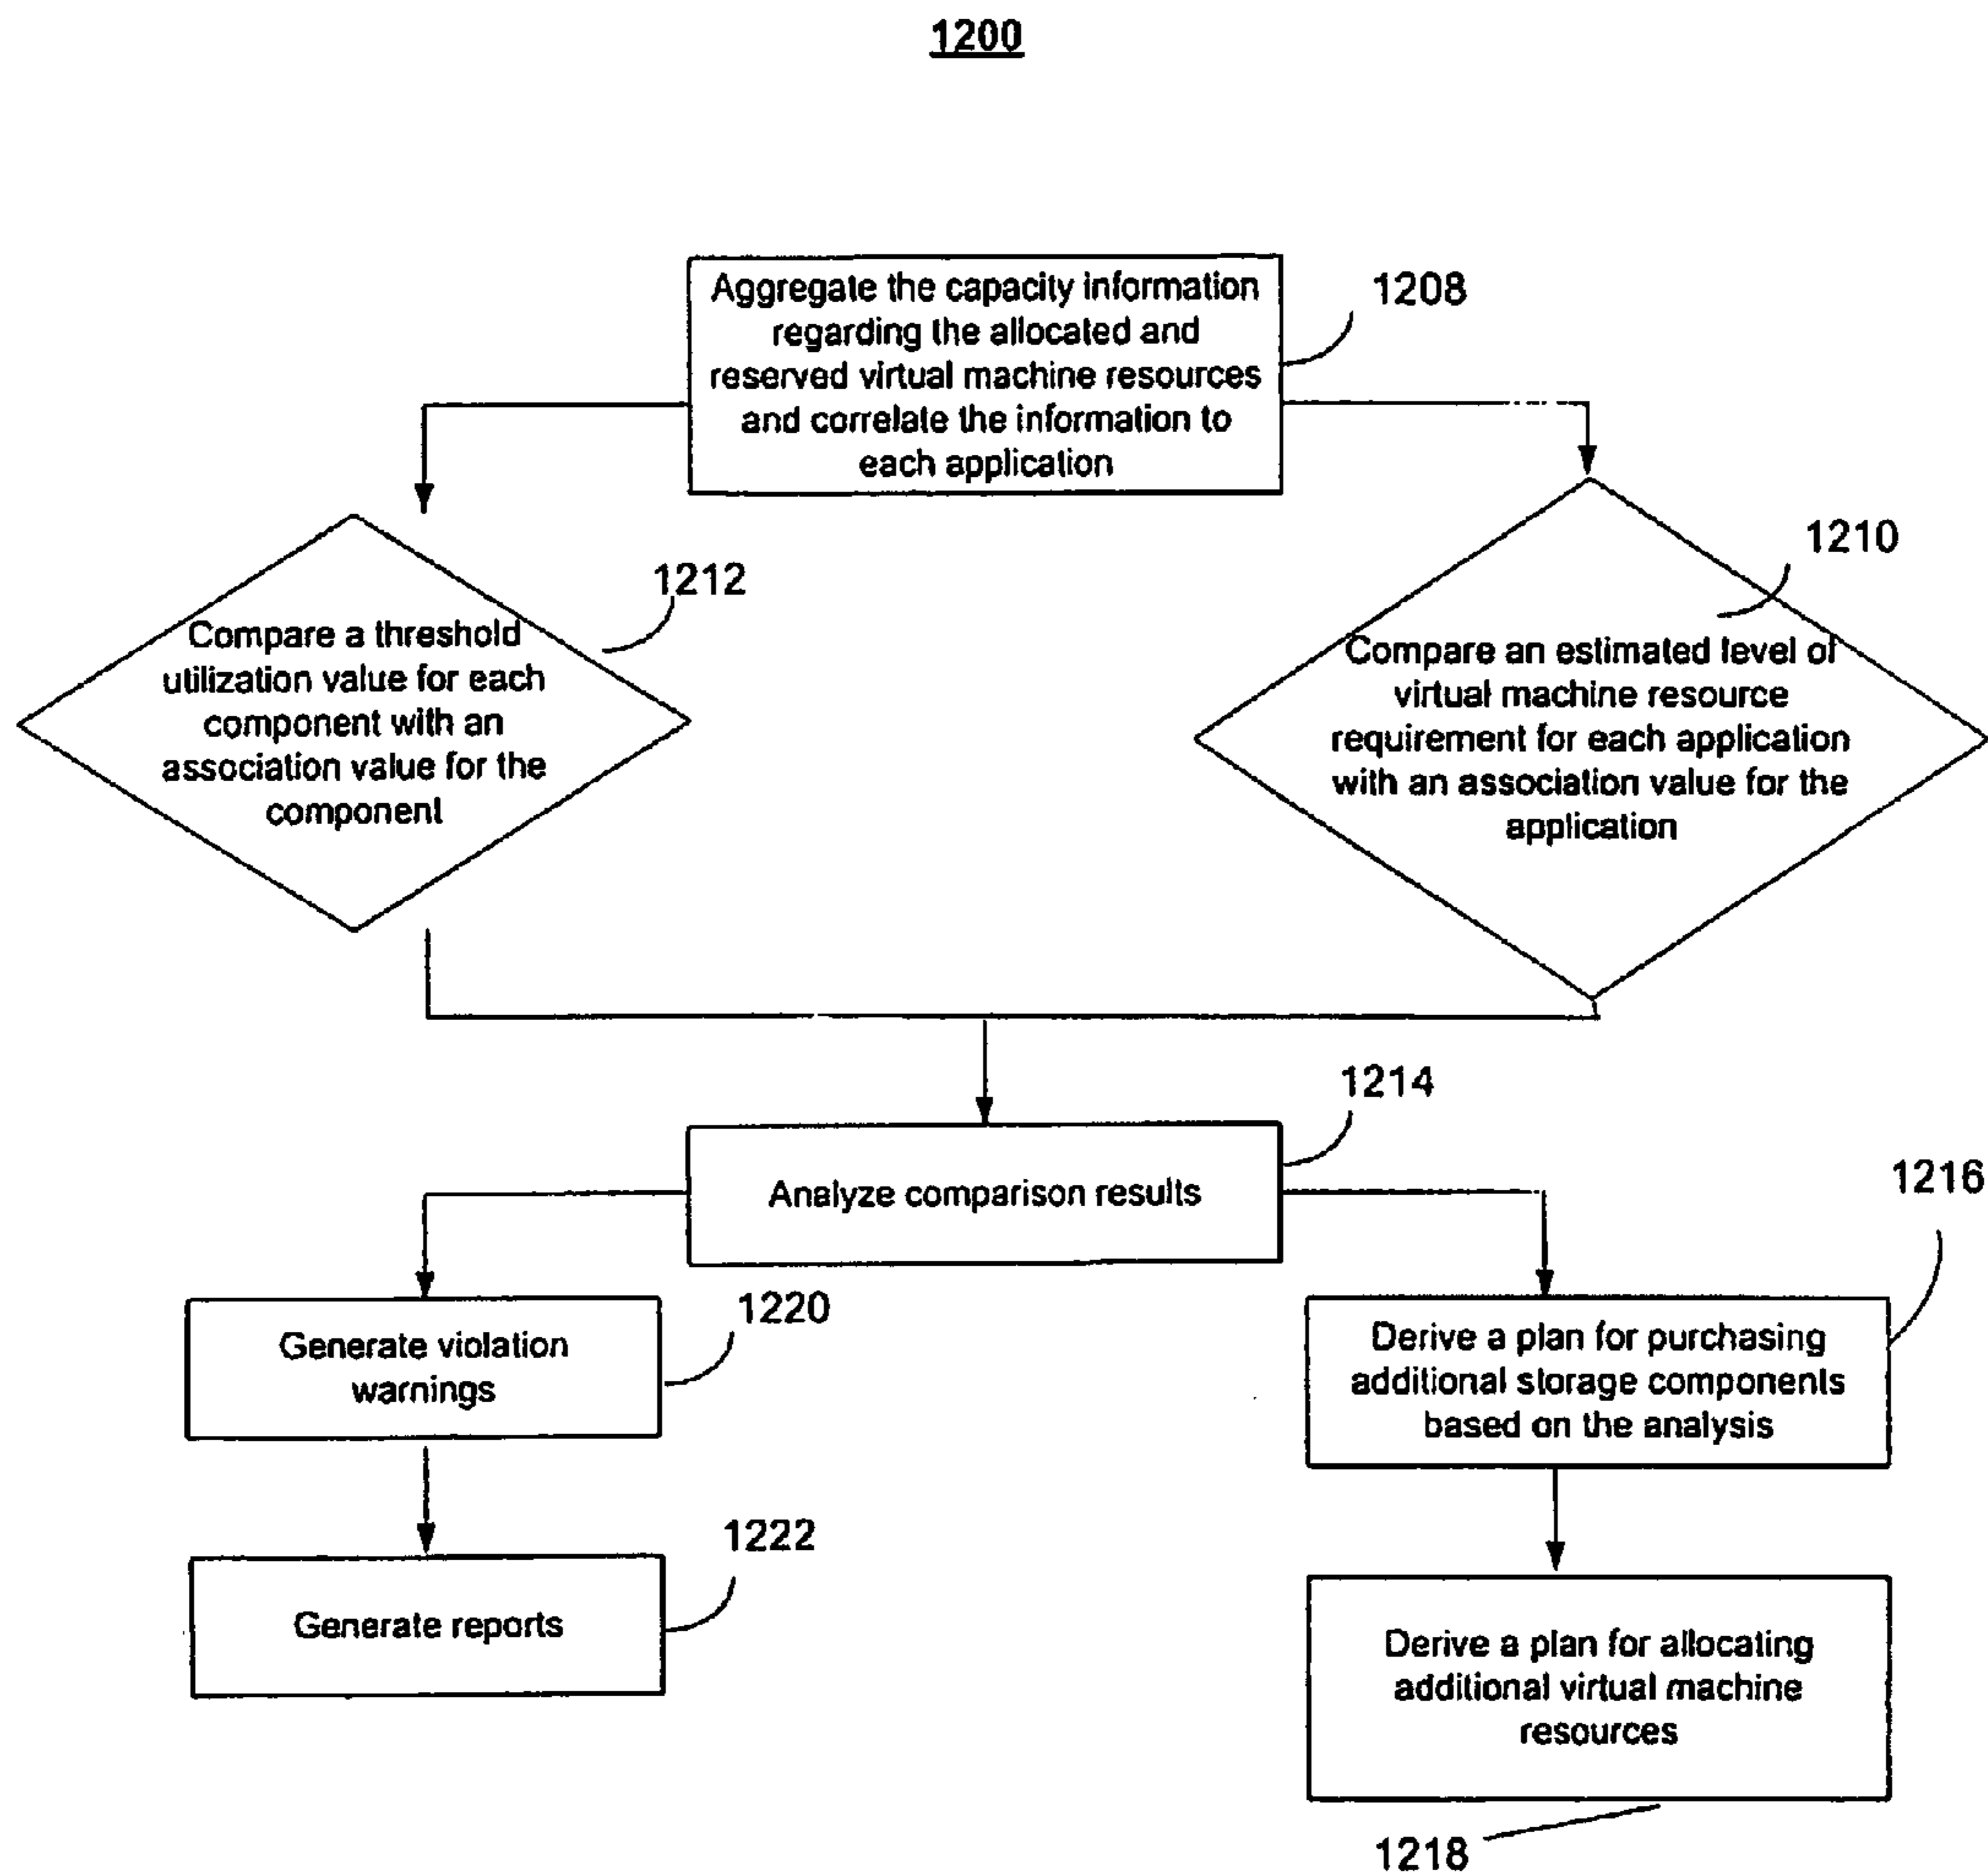 1200
Aggregate the capacity information
regarding the allocated and
reserved virtual machine resources
and correlate the information to
each application
1208
1212
Compare a threshold
utilization value for each
component with an
association value for the
component
1210
Compare an estimated level of
virtual machine resource
requirement for each application
with an association value for the
application
1214
Analyze comparison results
1220
Generate violation
warnings
1216
Derive a plan for purchasing
additional storage components
based on the analysis
1222
Generate reports
Derive a plan for allocating
additional virtual machine
resources
1218